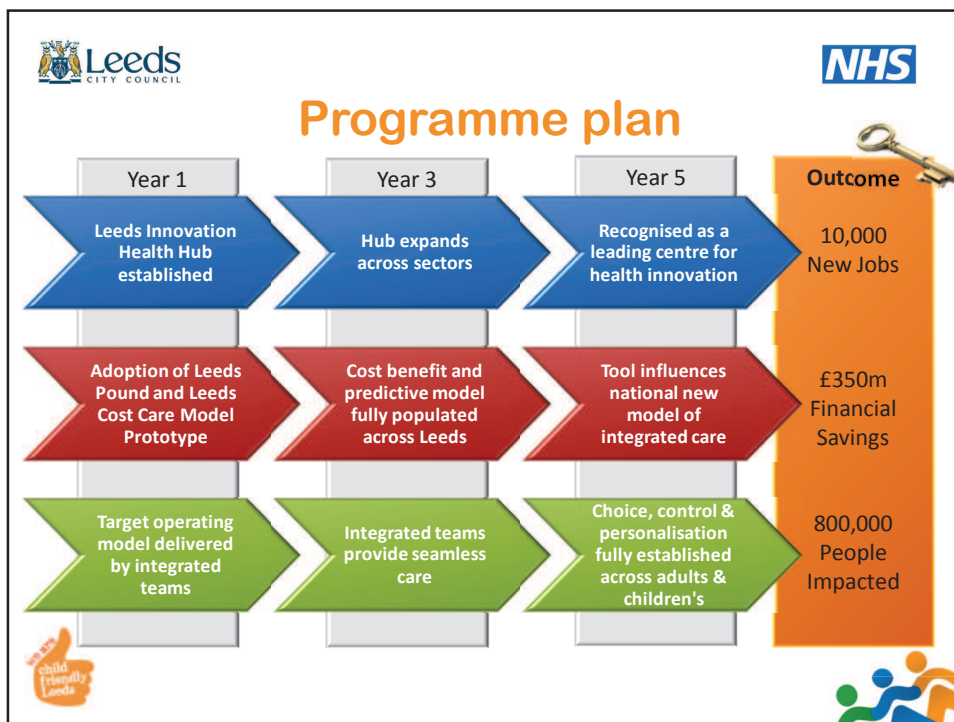 Leeds
CITY COUNCIL
NHS
Programme plan
Year 1
Year 3
Year 5
Outcome
Leeds Innovation
Health Hub
established
Hub expands
across sectors
Recognised as a
leading centre for
health innovation
10,000
New Jobs
Adoption of Leeds
Pound and Leeds
Cost Care Model
Prototype
Cost benefit and
predictive model
fully populated
across Leeds
Tool influences
national new
model of
integrated care
£350m
Financial
Savings
Target operating
model delivered
by integrated
teams
Integrated teams
provide seamless
care
Choice, control &
personalisation
fully established
across adults &
children's
800,000
People
Impacted
we are
child
friendly
Leeds